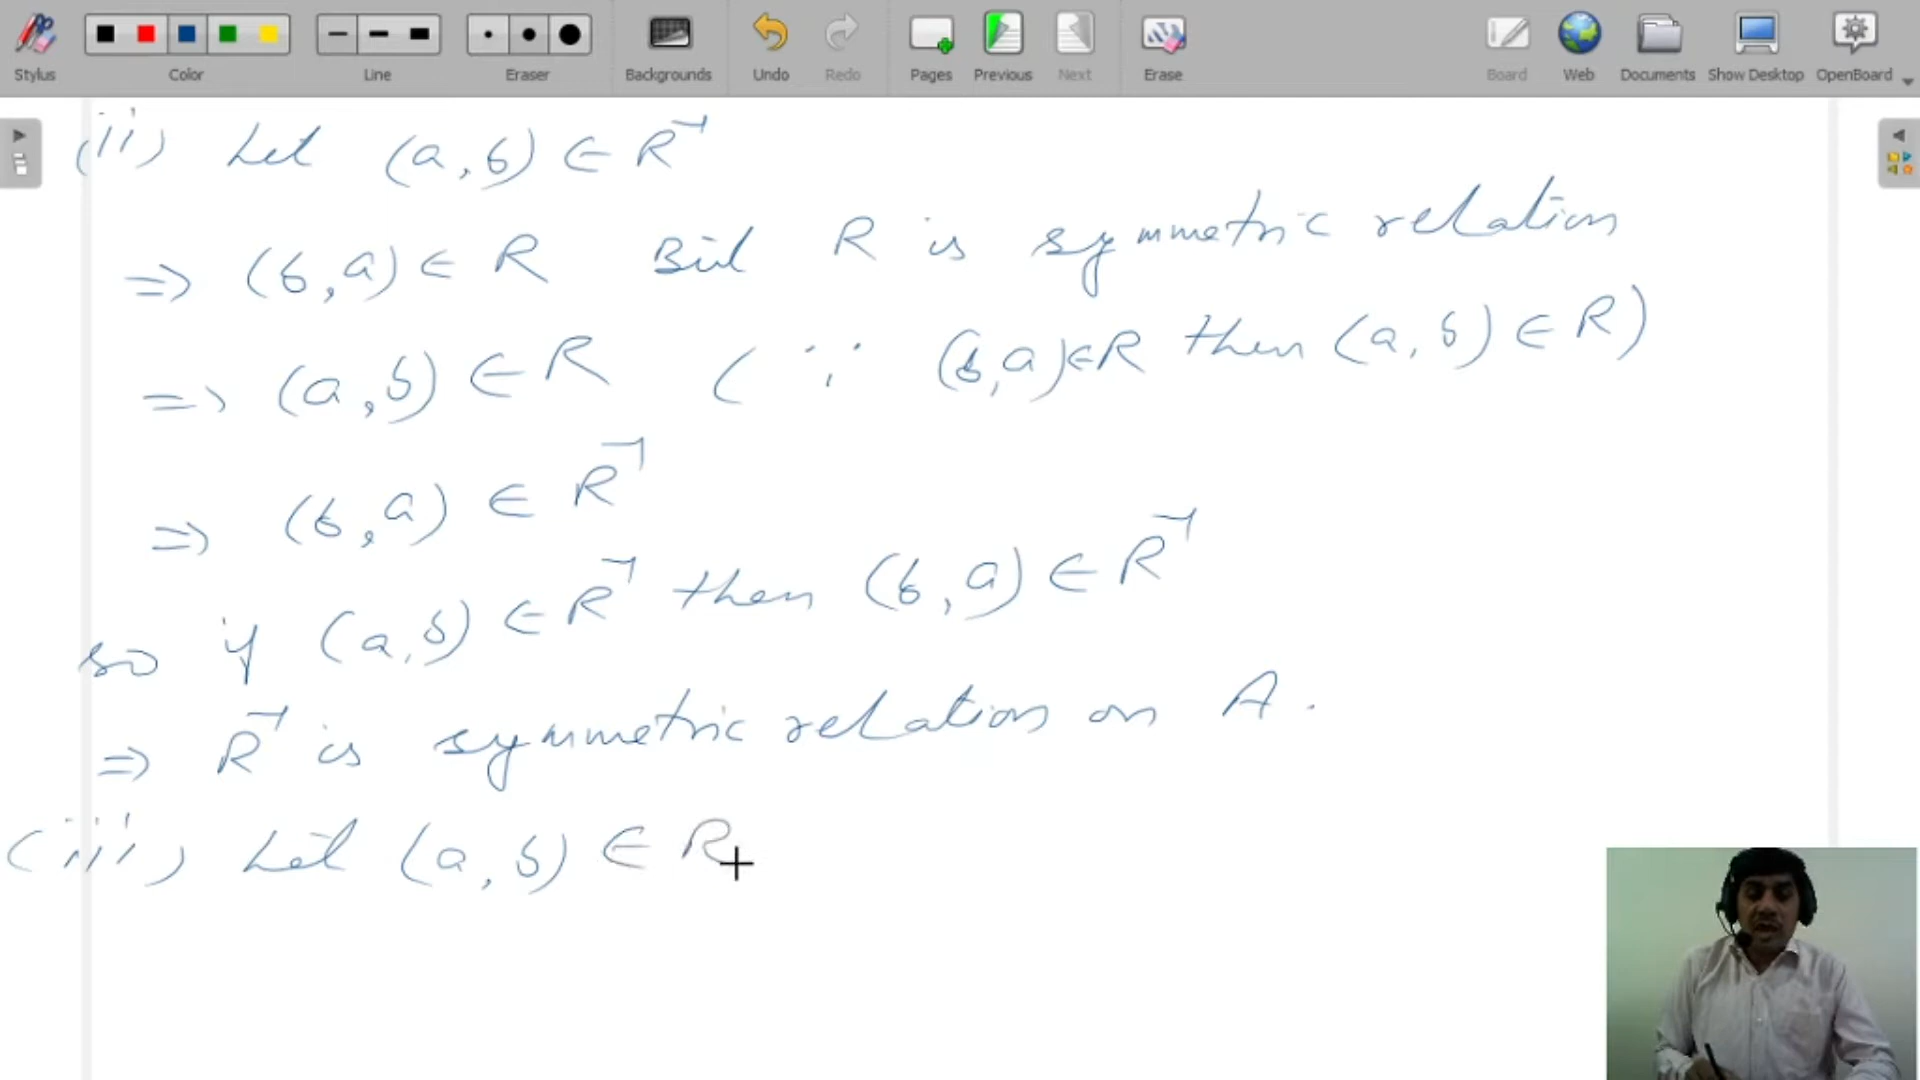 Stylus Color Line Eraser Backgrounds Undo Redo Pages Previous Next Erase Board Web Documents Show Desktop OpenBoard
(ii) Let (a,b) ∈ R⁻¹
=> (b,a) ∈ R But R is symmetric relation
=> (a,b) ∈ R (∵ (b,a)∈R then (a,b) ∈ R)
=> (b,a) ∈ R⁻¹
so if (a,b) ∈ R⁻¹ then (b,a) ∈ R⁻¹
=> R⁻¹ is symmetric relation on A.
(iii) Let (a,b) ∈ R